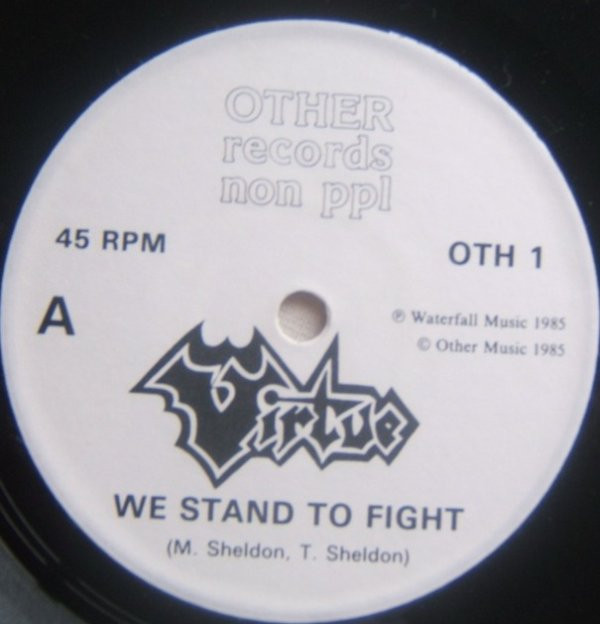 OTHER
records
non ppl
45 RPM
OTH 1
A
℗ Waterfall Music 1985
© Other Music 1985
Virtue
WE STAND TO FIGHT
(M. Sheldon, T. Sheldon)